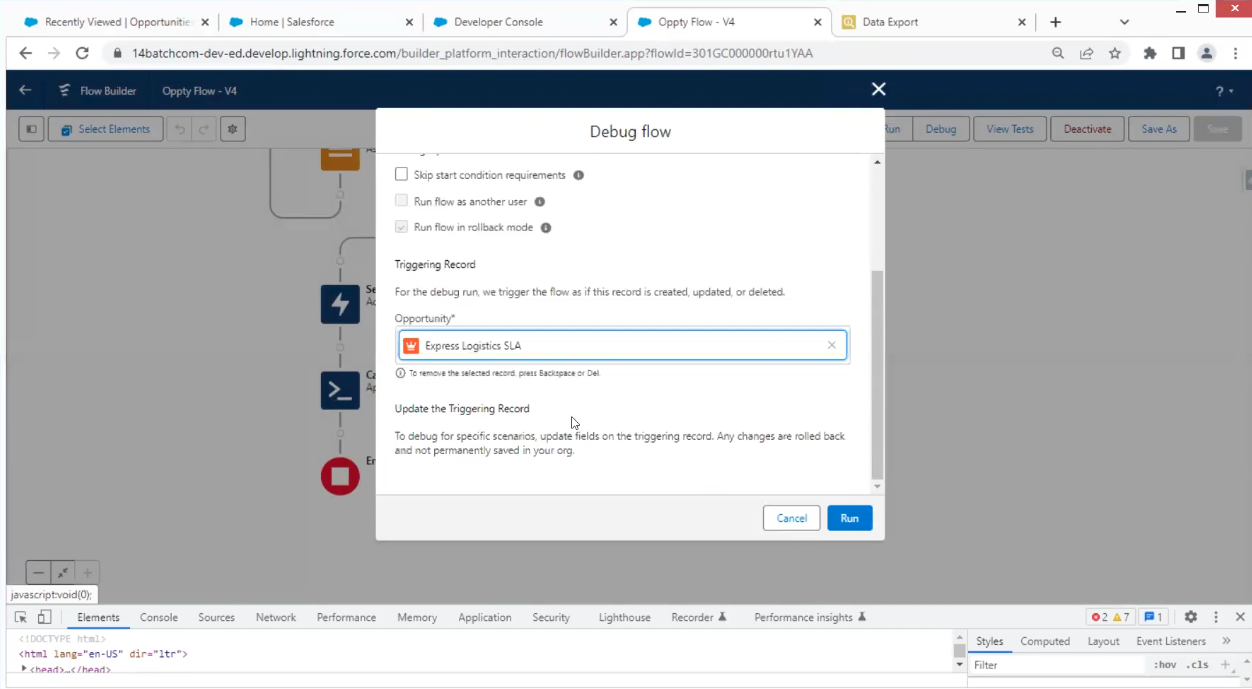 Recently Viewed | Opportunitie
Home | Salesforce
Developer Console
Oppty Flow - V4
Data Export
14batchcom-dev-ed.develop.lightning.force.com/builder_platform_interaction/flowBuilder.app?flowId=301GC000000rtu1YAA
Flow Builder
Oppty Flow - V4
?
Select Elements
Debug flow
Run
Debug
View Tests
Deactivate
Save As
Save
Skip start condition requirements
Run flow as another user
Run flow in rollback mode
Triggering Record
For the debug run, we trigger the flow as if this record is created, updated, or deleted.
Se
Ac
Opportunity*
Express Logistics SLA
To remove the selected record, press Backspace or Del.
Ca
Ap
Update the Triggering Record
To debug for specific scenarios, update fields on the triggering record. Any changes are rolled back
and not permanently saved in your org.
En
Cancel
Run
javascript:void(0);
Elements
Console
Sources
Network
Performance
Memory
Application
Security
Lighthouse
Recorder
Performance insights
2
7
1
<!DOCTYPE html>
<html lang="en-US" dir="ltr">
<head>…</head>
Styles
Computed
Layout
Event Listeners
Filter
:hov .cls